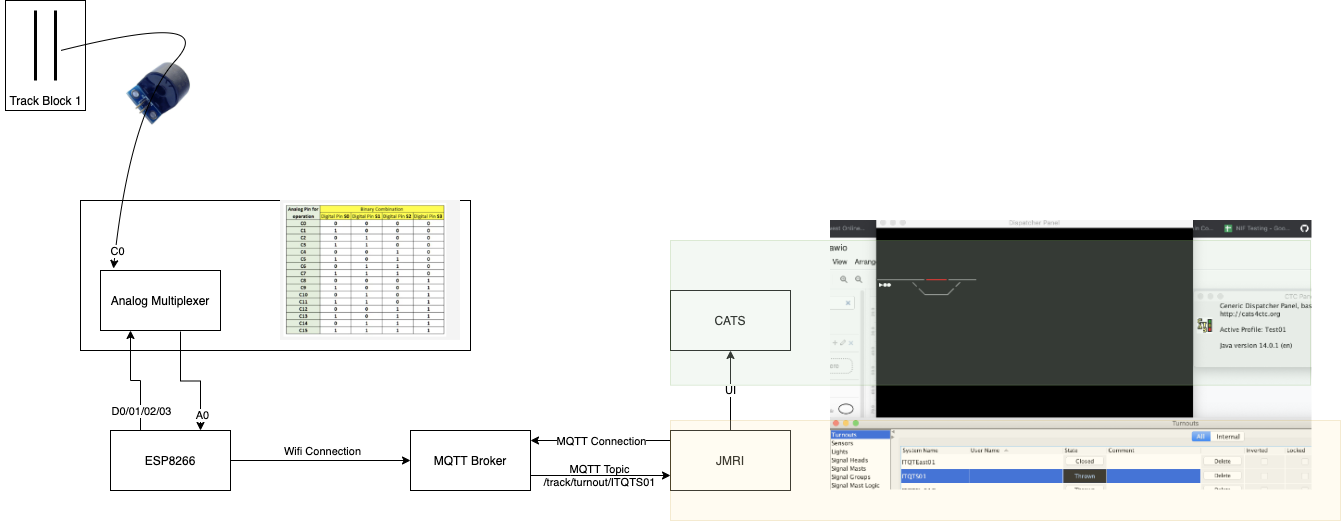 Track Block 1
C0
Analog Multiplexer
Analog Pin for operation Binary Combination
Digital Pin S0 Digital Pin S1 Digital Pin S2 Digital Pin S3
C0 0 0 0 0
C1 1 0 0 0
C2 0 1 0 0
C3 1 1 0 0
C4 0 0 1 0
C5 1 0 1 0
C6 0 1 1 0
C7 1 1 1 0
C8 0 0 0 1
C9 1 0 0 1
C10 0 1 0 1
C11 1 1 0 1
C12 0 0 1 1
C13 1 0 1 1
C14 0 1 1 1
C15 1 1 1 1
D0/01/02/03
A0
ESP8266
Wifi Connection
MQTT Broker
MQTT Connection
MQTT Topic
/track/turnout/ITQTS01
JMRI
UI
CATS
Dispatcher Panel
Online...
in Co...
NIF Testing - Goo...
awio
View Arrang
CTC Pane
Generic Dispatcher Panel, bas
http://cats4ctc.org
Active Profile: Test01
Java version 14.0.1 (en)
Turnouts
Turnouts
Sensors
Lights
Signal Heads
Signal Masts
Signal Groups
Signal Mast Logic
All Internal
System Name User Name State Comment Inverted Locked
ITQTEast01 Closed Delete
ITQTS01 Thrown Delete
Thrown Delete